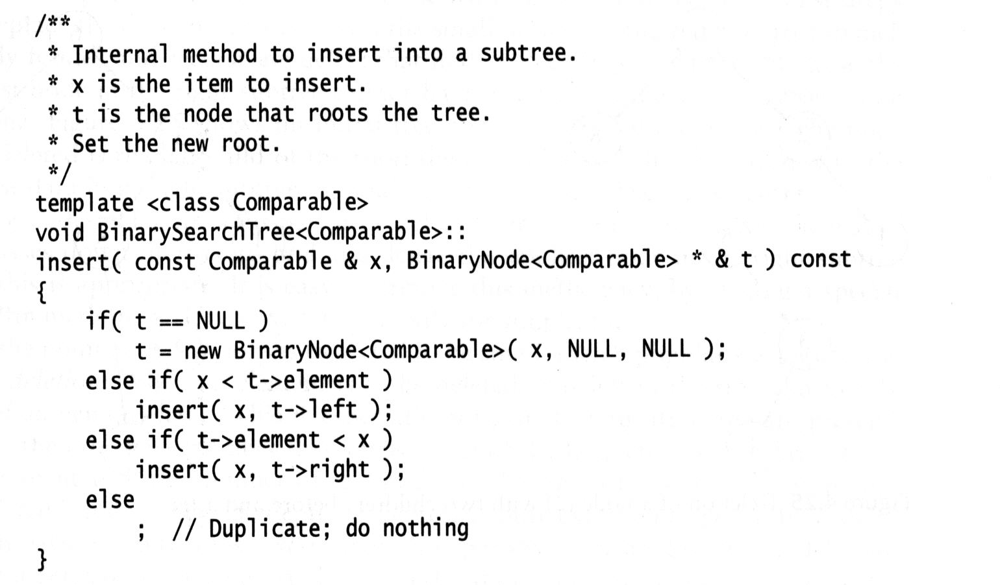 /**
 * Internal method to insert into a subtree.
 * x is the item to insert.
 * t is the node that roots the tree.
 * Set the new root.
 */
template <class Comparable>
void BinarySearchTree<Comparable>::
insert( const Comparable & x, BinaryNode<Comparable> * & t ) const
{
    if( t == NULL )
        t = new BinaryNode<Comparable>( x, NULL, NULL );
    else if( x < t->element )
        insert( x, t->left );
    else if( t->element < x )
        insert( x, t->right );
    else
        ;  // Duplicate; do nothing
}